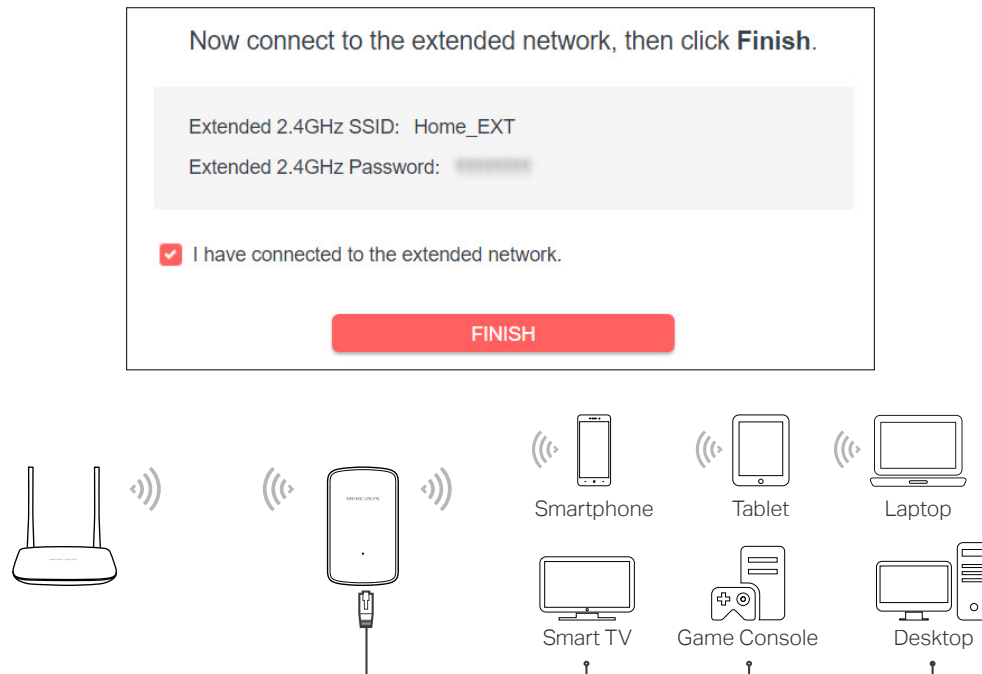 Now connect to the extended network, then click Finish.
Extended 2.4GHz SSID: Home_EXT
Extended 2.4GHz Password:
I have connected to the extended network.
FINISH
MERCUSYS
Smartphone
Tablet
Laptop
Smart TV
Game Console
Desktop